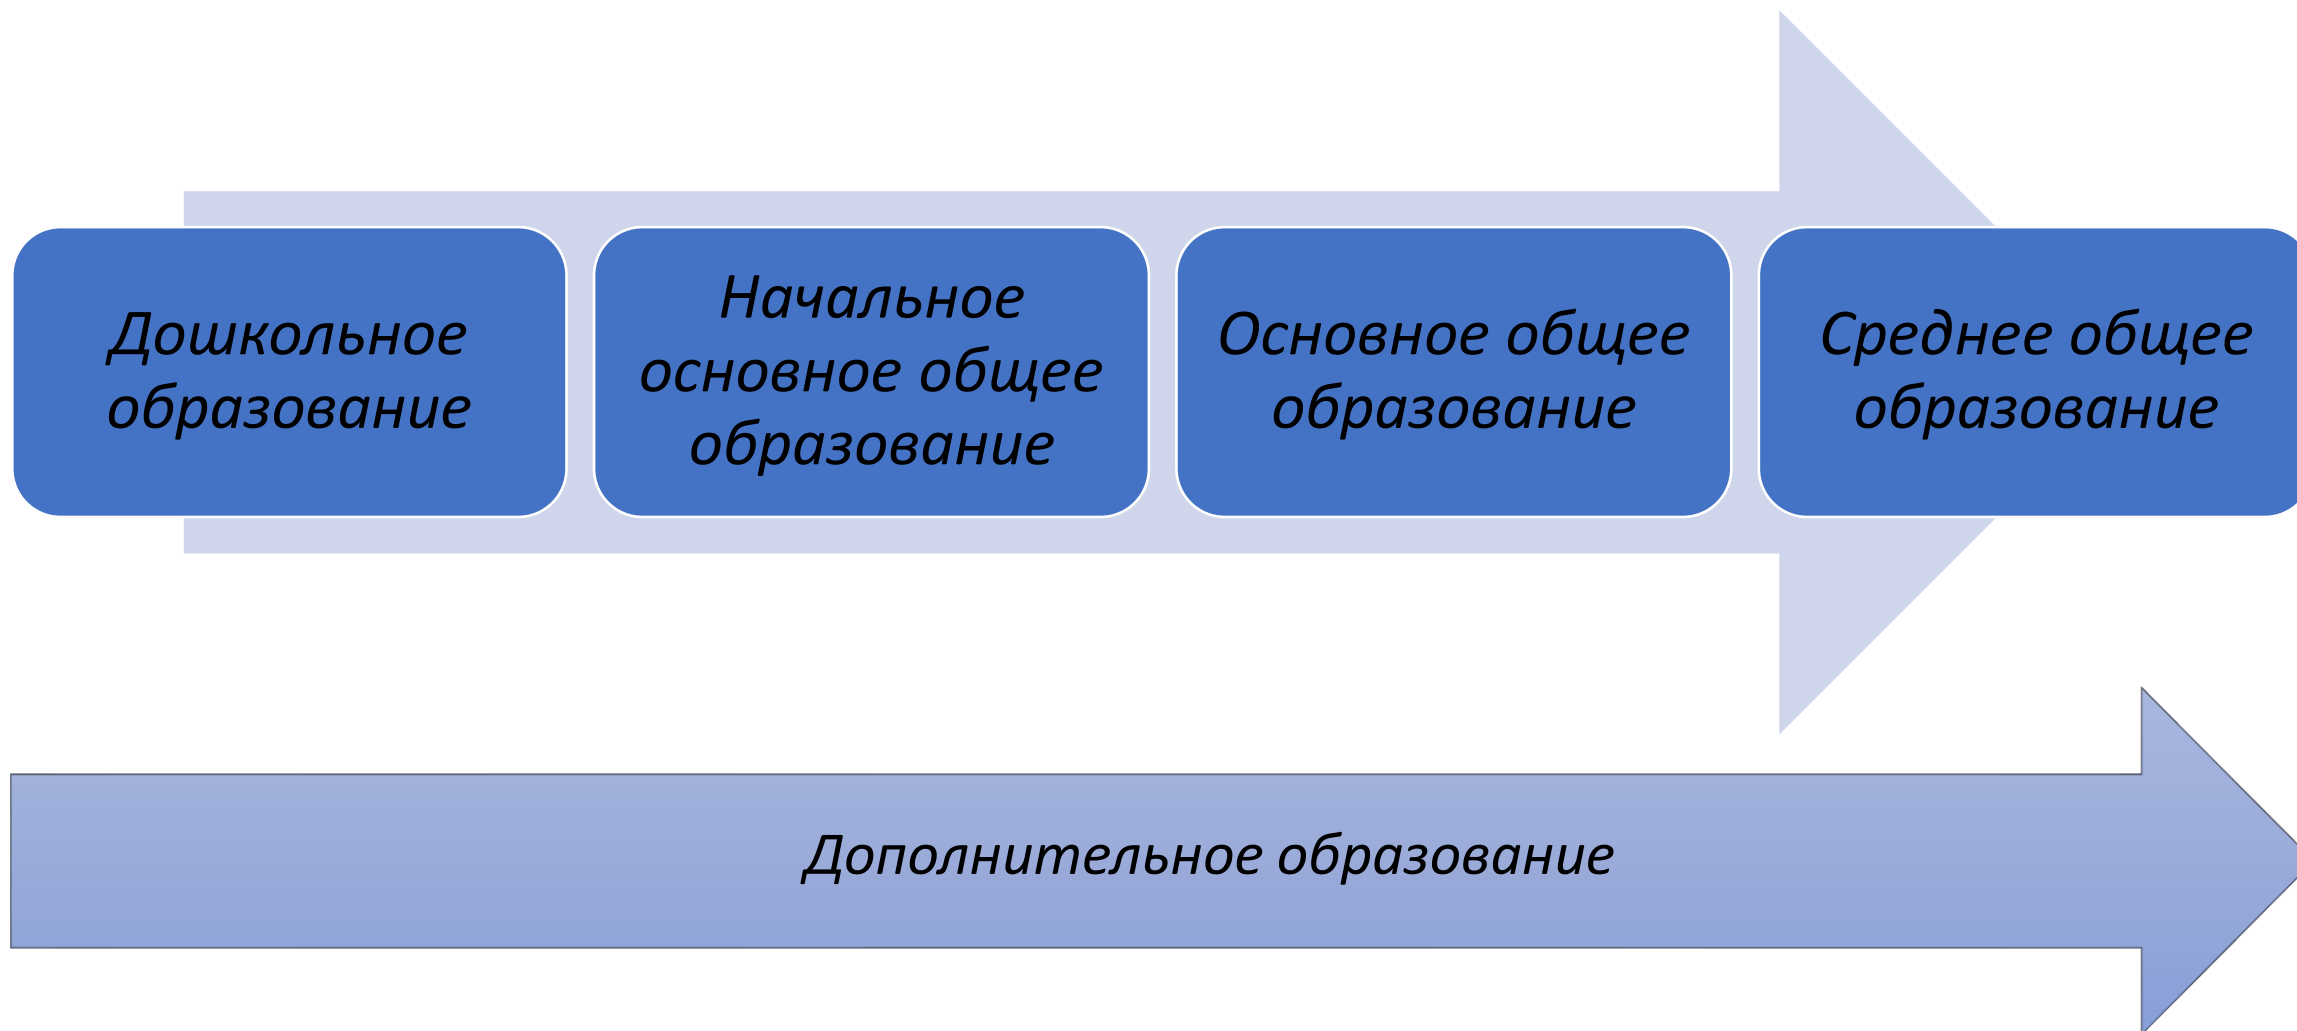 Дошкольное
образование
Начальное
основное общее
образование
Основное общее
образование
Среднее общее
образование
Дополнительное образование